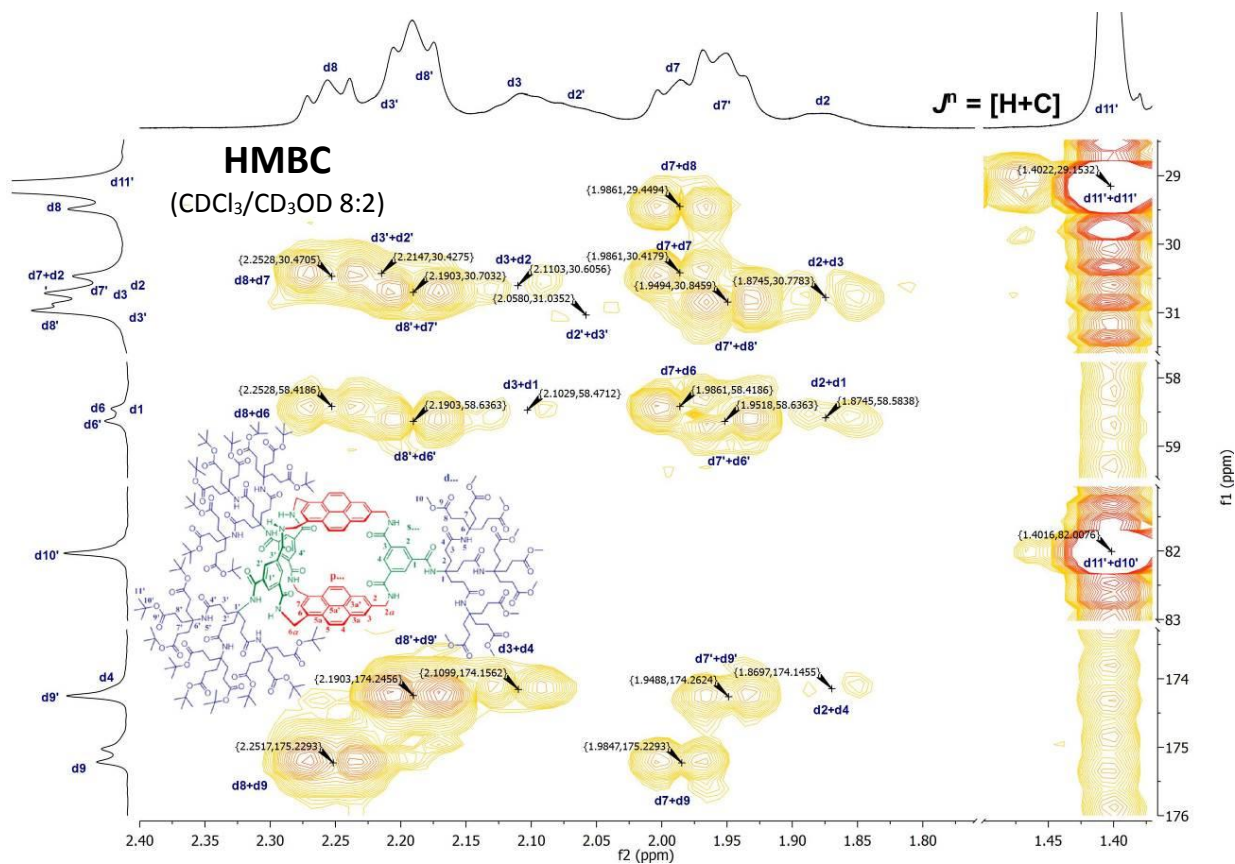 d8
d3'
d8'
d3
d2'
d7
d7'
d2
Jⁿ = [H+C]
d11'
HMBC
(CDCl₃/CD₃OD 8:2)
d11'
d8
d7+d2
d7'
d2
d3
d8'
d3'
d6
d1
d6'
d10'
d4
d9'
d9
d7+d8
{1.9861,29.4494}
{1.4022,29.1532}
d11'+d11'
d3'+d2'
{2.2147,30.4275}
{2.2528,30.4705}
d8+d7
{2.1903,30.7032}
d8'+d7'
d3+d2
{2.1103,30.6056}
{2.0580,31.0352}
d2'+d3'
d7+d7
{1.9861,30.4179}
{1.9494,30.8459}
d7'+d8'
d2+d3
{1.8745,30.7783}
{2.2528,58.4186}
d8+d6
{2.1903,58.6363}
d8'+d6'
d3+d1
{2.1029,58.4712}
d7+d6
{1.9861,58.4186}
{1.9518,58.6363}
d7'+d6'
d2+d1
{1.8745,58.5838}
{1.4016,82.0076}
d11'+d10'
d...
s...
p...
d8'+d9'
{2.1903,174.2456}
d3+d4
{2.1099,174.1562}
d7'+d9'
{1.9488,174.2624}
{1.8697,174.1455}
d2+d4
{2.2517,175.2293}
d8+d9
{1.9847,175.2293}
d7+d9
29
30
31
58
59
82
83
174
175
176
f1 (ppm)
2.40 2.35 2.30 2.25 2.20 2.15 2.10 2.05 2.00 1.95 1.90 1.85 1.80 1.45 1.40
f2 (ppm)